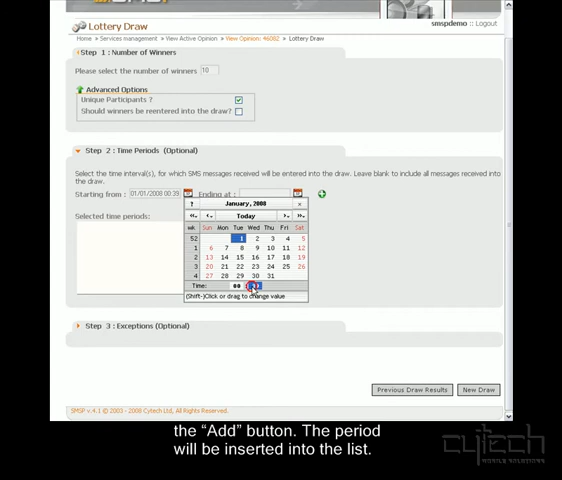 Lottery Draw
smspdemo :: Logout
Home » Services management » View Active Opinion » View Opinion: 46082 » Lottery Draw
Step 1 : Number of Winners
Please select the number of winners 10
Advanced Options
Unique Participants ?
Should winners be reentered into the draw?
Step 2 : Time Periods (Optional)
Select the time interval(s), for which SMS messages received will be entered into the draw. Leave blank to include all messages received into
the draw.
Starting from : 01/01/2008 00:39 Ending at :
? January, 2008 ×
Selected time periods:
« ‹ Today › »
wk Sun Mon Tue Wed Thu Fri Sat
52 1 2 3 4 5
1 6 7 8 9 10 11 12
2 13 14 15 16 17 18 19
3 20 21 22 23 24 25 26
4 27 28 29 30 31
Time: 00 :
(Shift-)Click or drag to change value
Step 3 : Exceptions (Optional)
Previous Draw Results New Draw
SMSP v.4.1 © 2003 - 2008 Cytech Ltd, All Rights Reserved.
the “Add” button. The period
will be inserted into the list.
cytech
MOBILE SOLUTIONS